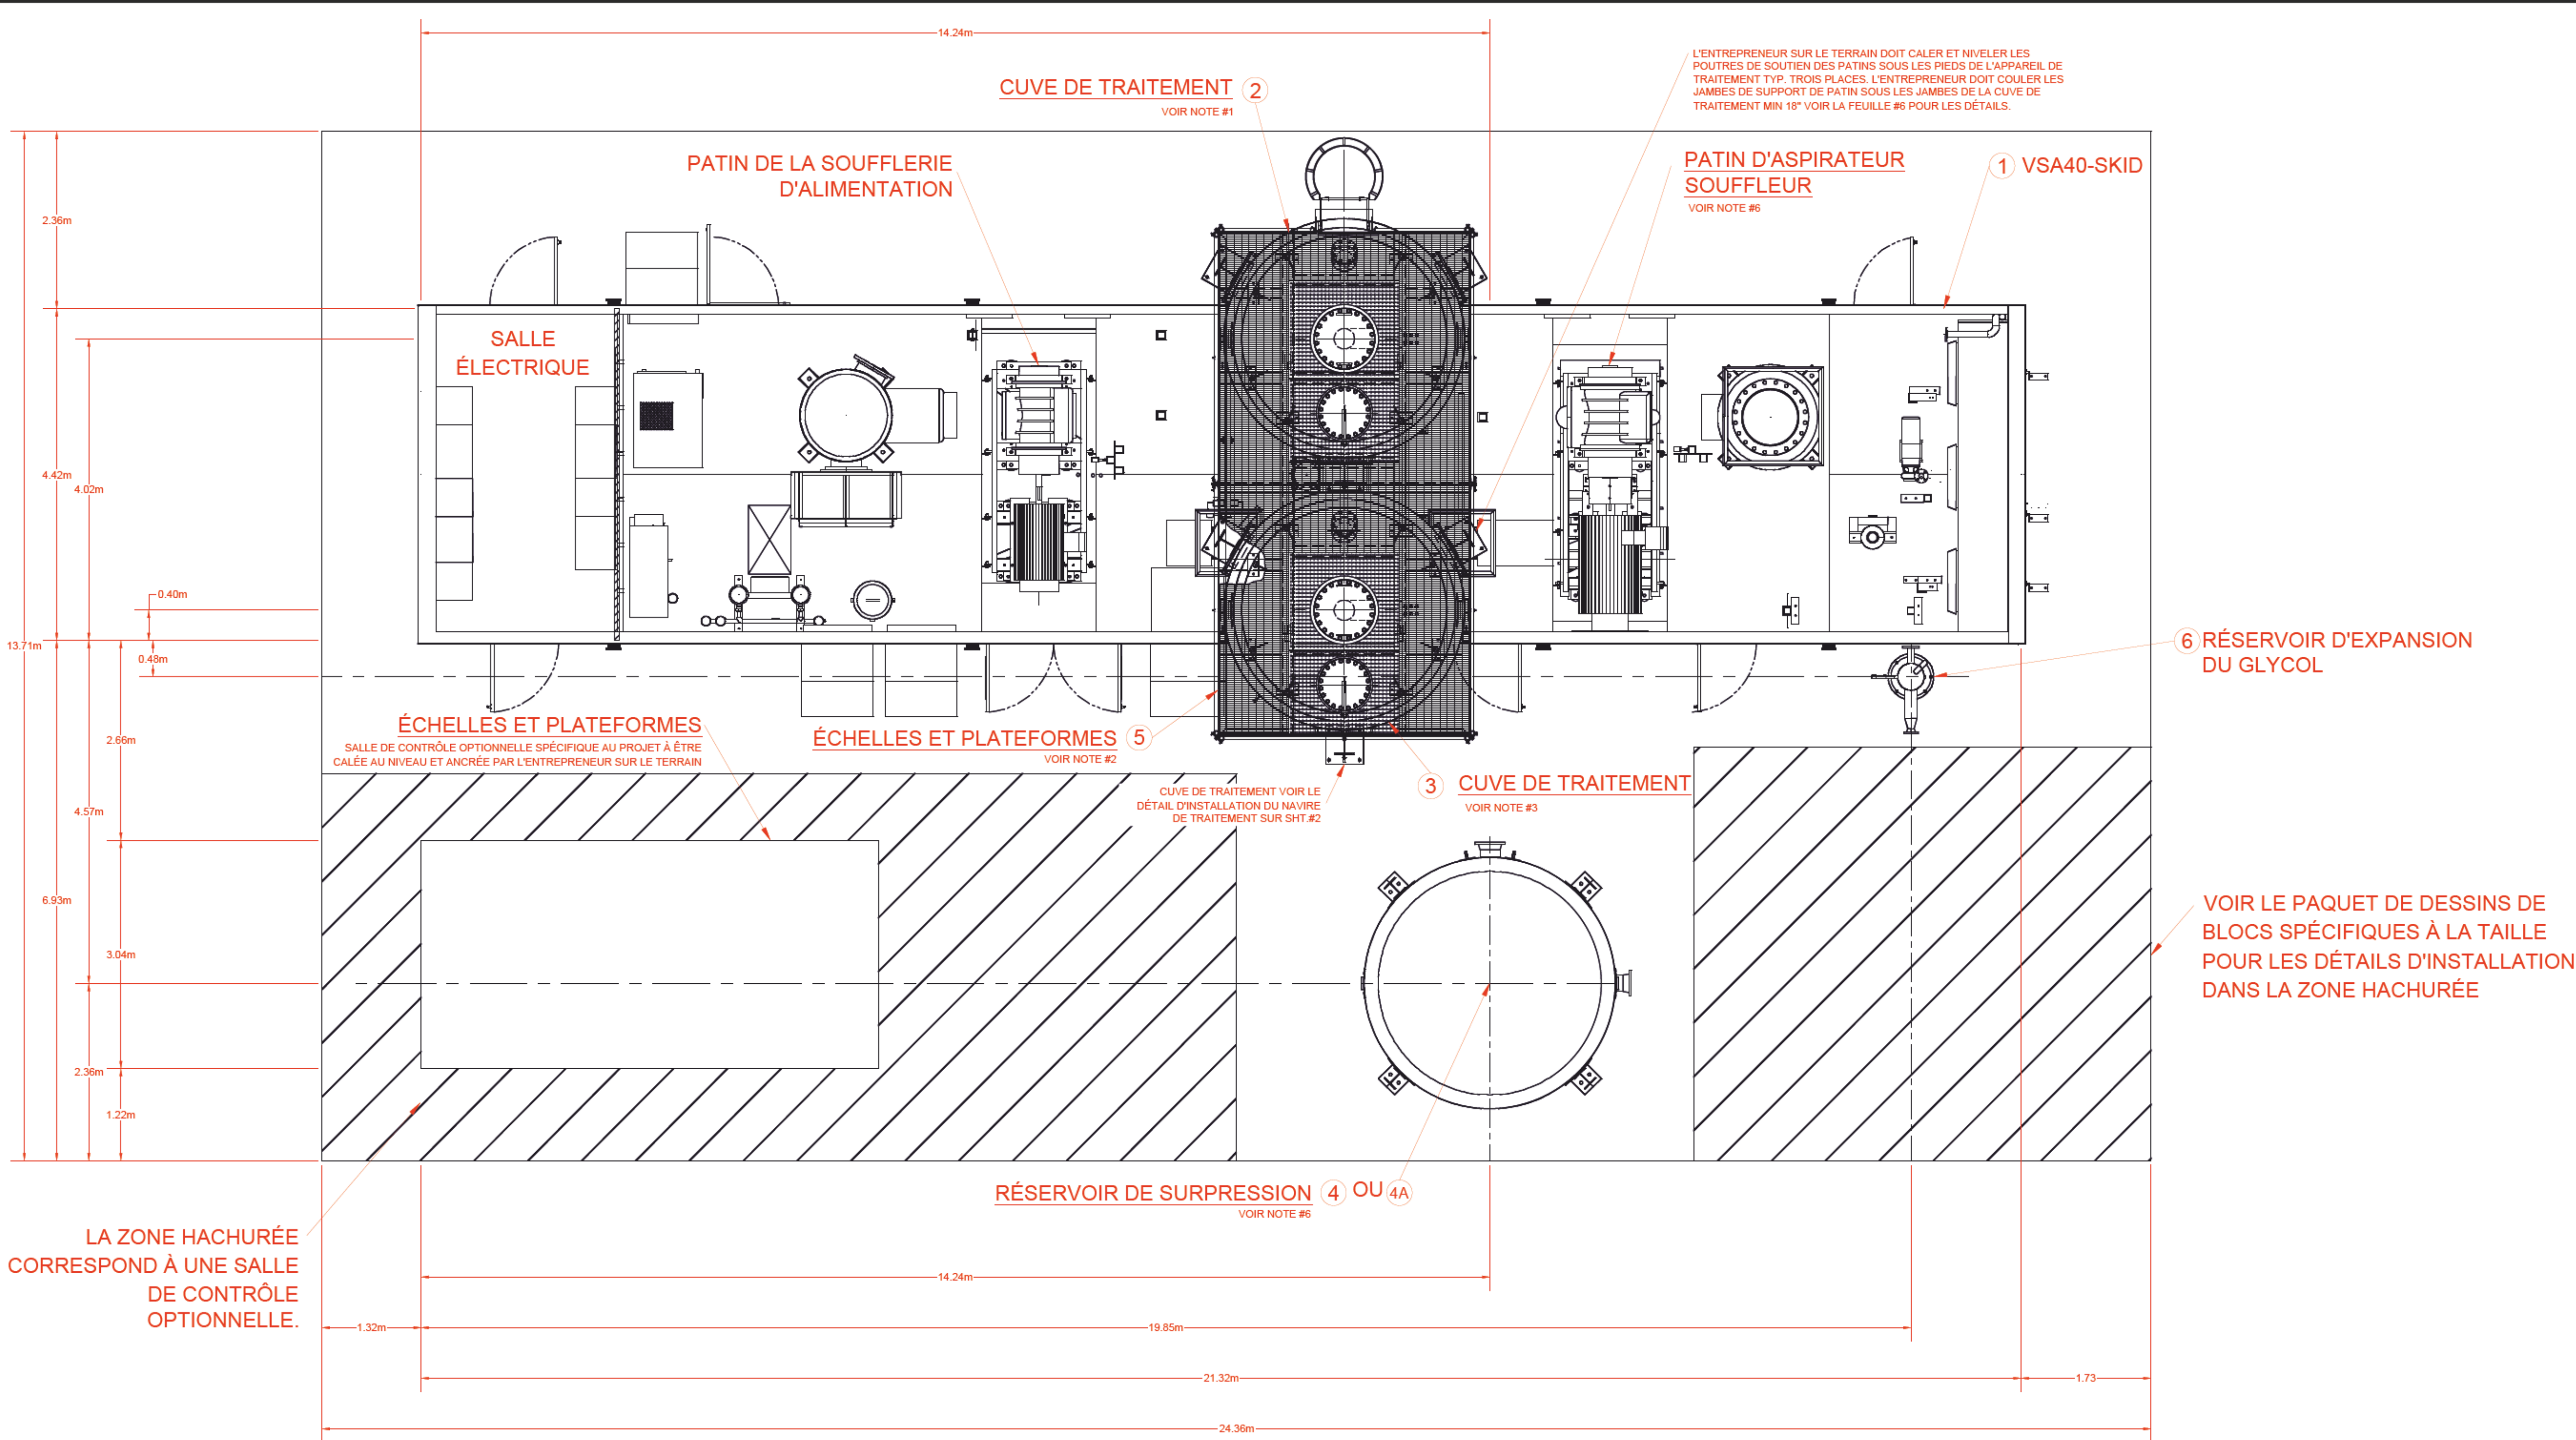 14.24m
CUVE DE TRAITEMENT 2
VOIR NOTE #1
L'ENTREPRENEUR SUR LE TERRAIN DOIT CALER ET NIVELER LES
POUTRES DE SOUTIEN DES PATINS SOUS LES PIEDS DE L'APPAREIL DE
TRAITEMENT TYP. TROIS PLACES. L'ENTREPRENEUR DOIT COULER LES
JAMBES DE SUPPORT DE PATIN SOUS LES JAMBES DE LA CUVE DE
TRAITEMENT MIN 18" VOIR LA FEUILLE #6 POUR LES DÉTAILS.
PATIN DE LA SOUFFLERIE
D'ALIMENTATION
PATIN D'ASPIRATEUR
SOUFFLEUR
VOIR NOTE #6
1 VSA40-SKID
2.36m
SALLE
ÉLECTRIQUE
4.42m
4.02m
0.40m
13.71m
0.48m
6 RÉSERVOIR D'EXPANSION
DU GLYCOL
ÉCHELLES ET PLATEFORMES
SALLE DE CONTRÔLE OPTIONNELLE SPÉCIFIQUE AU PROJET À ÊTRE
CALÉE AU NIVEAU ET ANCRÉE PAR L'ENTREPRENEUR SUR LE TERRAIN
ÉCHELLES ET PLATEFORMES 5
VOIR NOTE #2
2.66m
3 CUVE DE TRAITEMENT
VOIR NOTE #3
CUVE DE TRAITEMENT VOIR LE
DÉTAIL D'INSTALLATION DU NAVIRE
DE TRAITEMENT SUR SHT.#2
4.57m
6.93m
3.04m
VOIR LE PAQUET DE DESSINS DE
BLOCS SPÉCIFIQUES À LA TAILLE
POUR LES DÉTAILS D'INSTALLATION
DANS LA ZONE HACHURÉE
2.36m
1.22m
RÉSERVOIR DE SURPRESSION 4 OU 4A
VOIR NOTE #6
LA ZONE HACHURÉE
CORRESPOND À UNE SALLE
DE CONTRÔLE
OPTIONNELLE.
14.24m
1.32m
19.85m
21.32m
1.73
24.36m